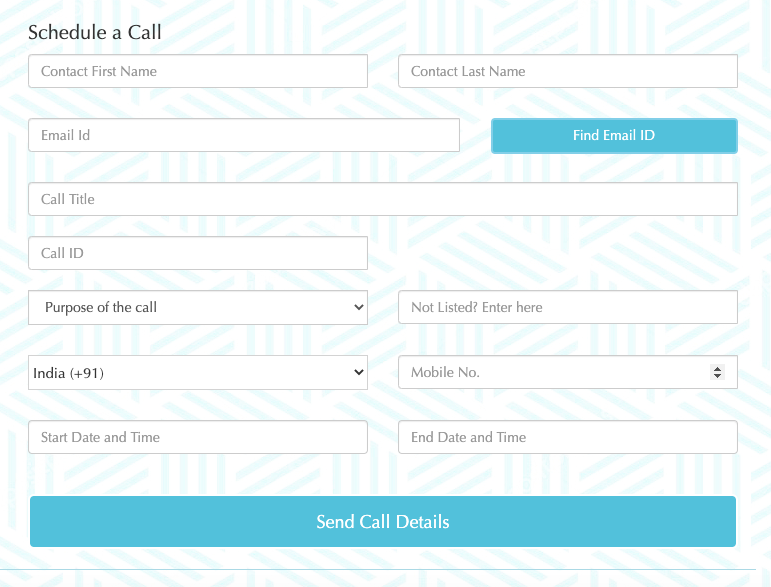 Schedule a Call
Contact First Name
Contact Last Name
Email Id
Find Email ID
Call Title
Call ID
Purpose of the call
Not Listed? Enter here
India (+91)
Mobile No.
Start Date and Time
End Date and Time
Send Call Details